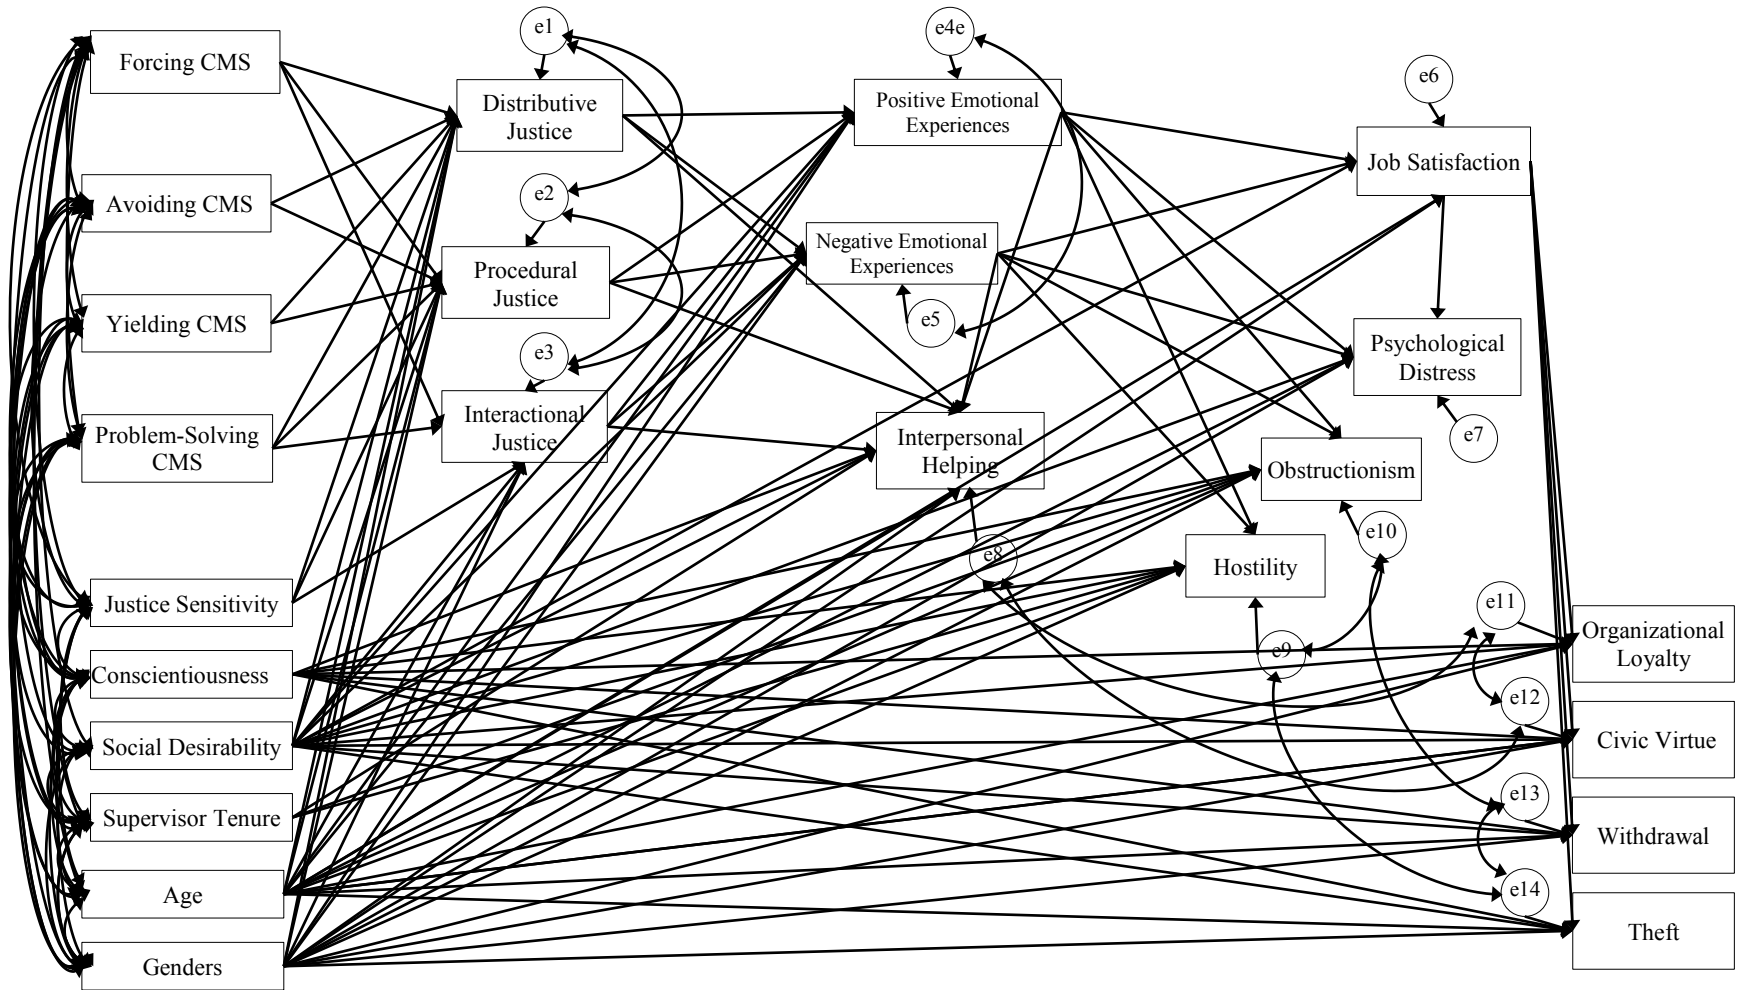 Forcing CMS
Avoiding CMS
Yielding CMS
Problem-Solving
CMS
Justice Sensitivity
Conscientiousness
Social Desirability
Supervisor Tenure
Age
Genders
e1
Distributive
Justice
e2
Procedural
Justice
e3
Interactional
Justice
e4e
Positive Emotional
Experiences
Negative Emotional
Experiences
e5
Interpersonal
Helping
e8
e6
Job Satisfaction
Psychological
Distress
e7
Obstructionism
e10
Hostility
e9
e11
Organizational
Loyalty
e12
Civic Virtue
e13
Withdrawal
e14
Theft